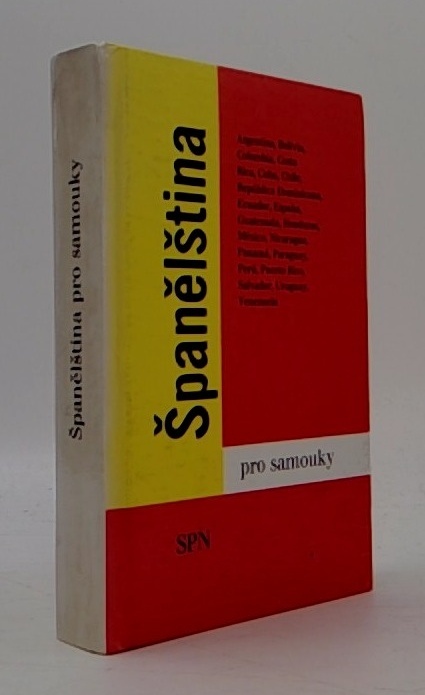 Španělština pro samouky
Španělština
Argentina, Bolivia,
Colombia, Costa
Rica, Cuba, Chile,
República Dominicana,
Ecuador, España,
Guatemala, Honduras,
México, Nicaragua,
Panamá, Paraguay,
Perú, Puerto Rico,
Salvador, Uruguay,
Venezuela
pro samouky
SPN